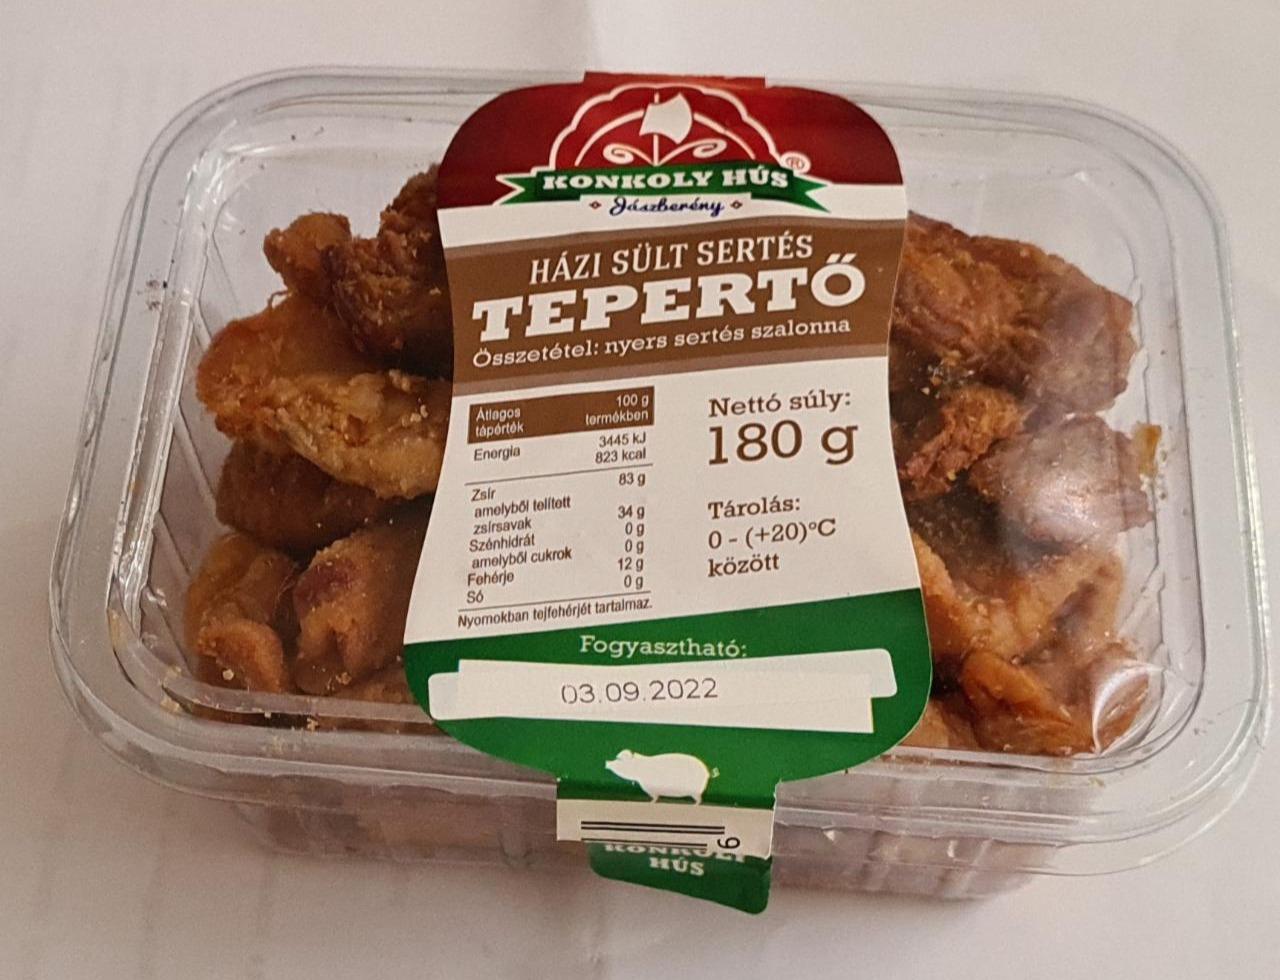 KONKOLY HÚS ®
Jászberény
HÁZI SÜLT SERTÉS
TEPERTŐ
Összetétel: nyers sertés szalonna
Átlagos tápérték
100 g termékben
Energia
3445 kJ
823 kcal
Zsír
83 g
amelyből telített zsírsavak
34 g
Szénhidrát
0 g
amelyből cukrok
0 g
Fehérje
12 g
Só
0 g
Nyomokban tejfehérjét tartalmaz.
Nettó súly:
180 g
Tárolás:
0 - (+20)°C
között
Fogyasztható:
03.09.2022
9
KONKOLY
HÚS